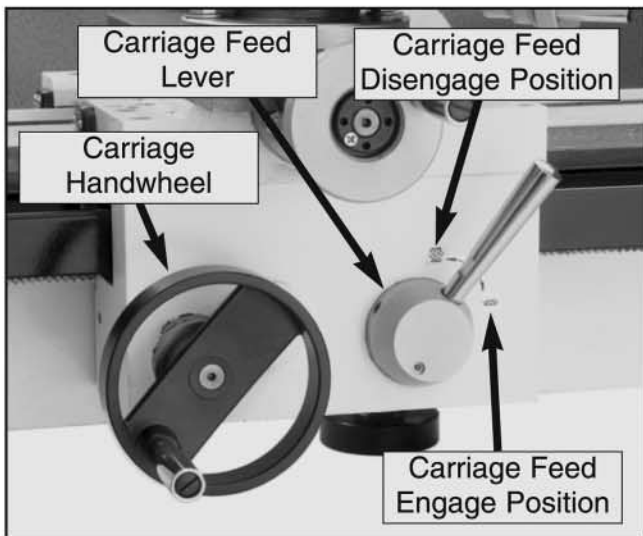 Carriage Feed
Lever
Carriage Feed
Disengage Position
Carriage
Handwheel
Carriage Feed
Engage Position